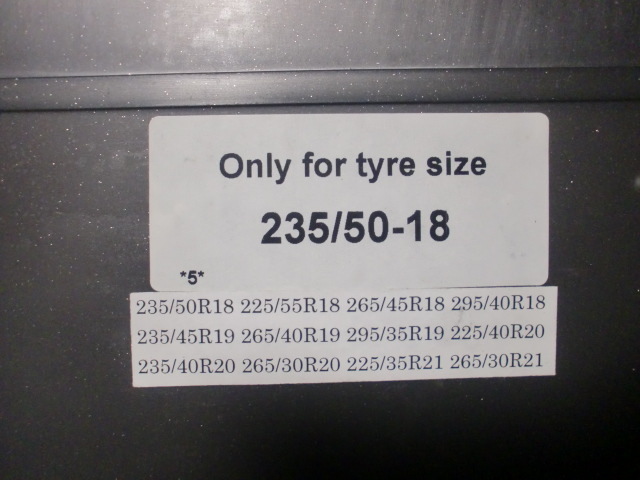 Only for tyre size
235/50-18
*5*
235/50R18 225/55R18 265/45R18 295/40R18
235/45R19 265/40R19 295/35R19 225/40R20
235/40R20 265/30R20 225/35R21 265/30R21